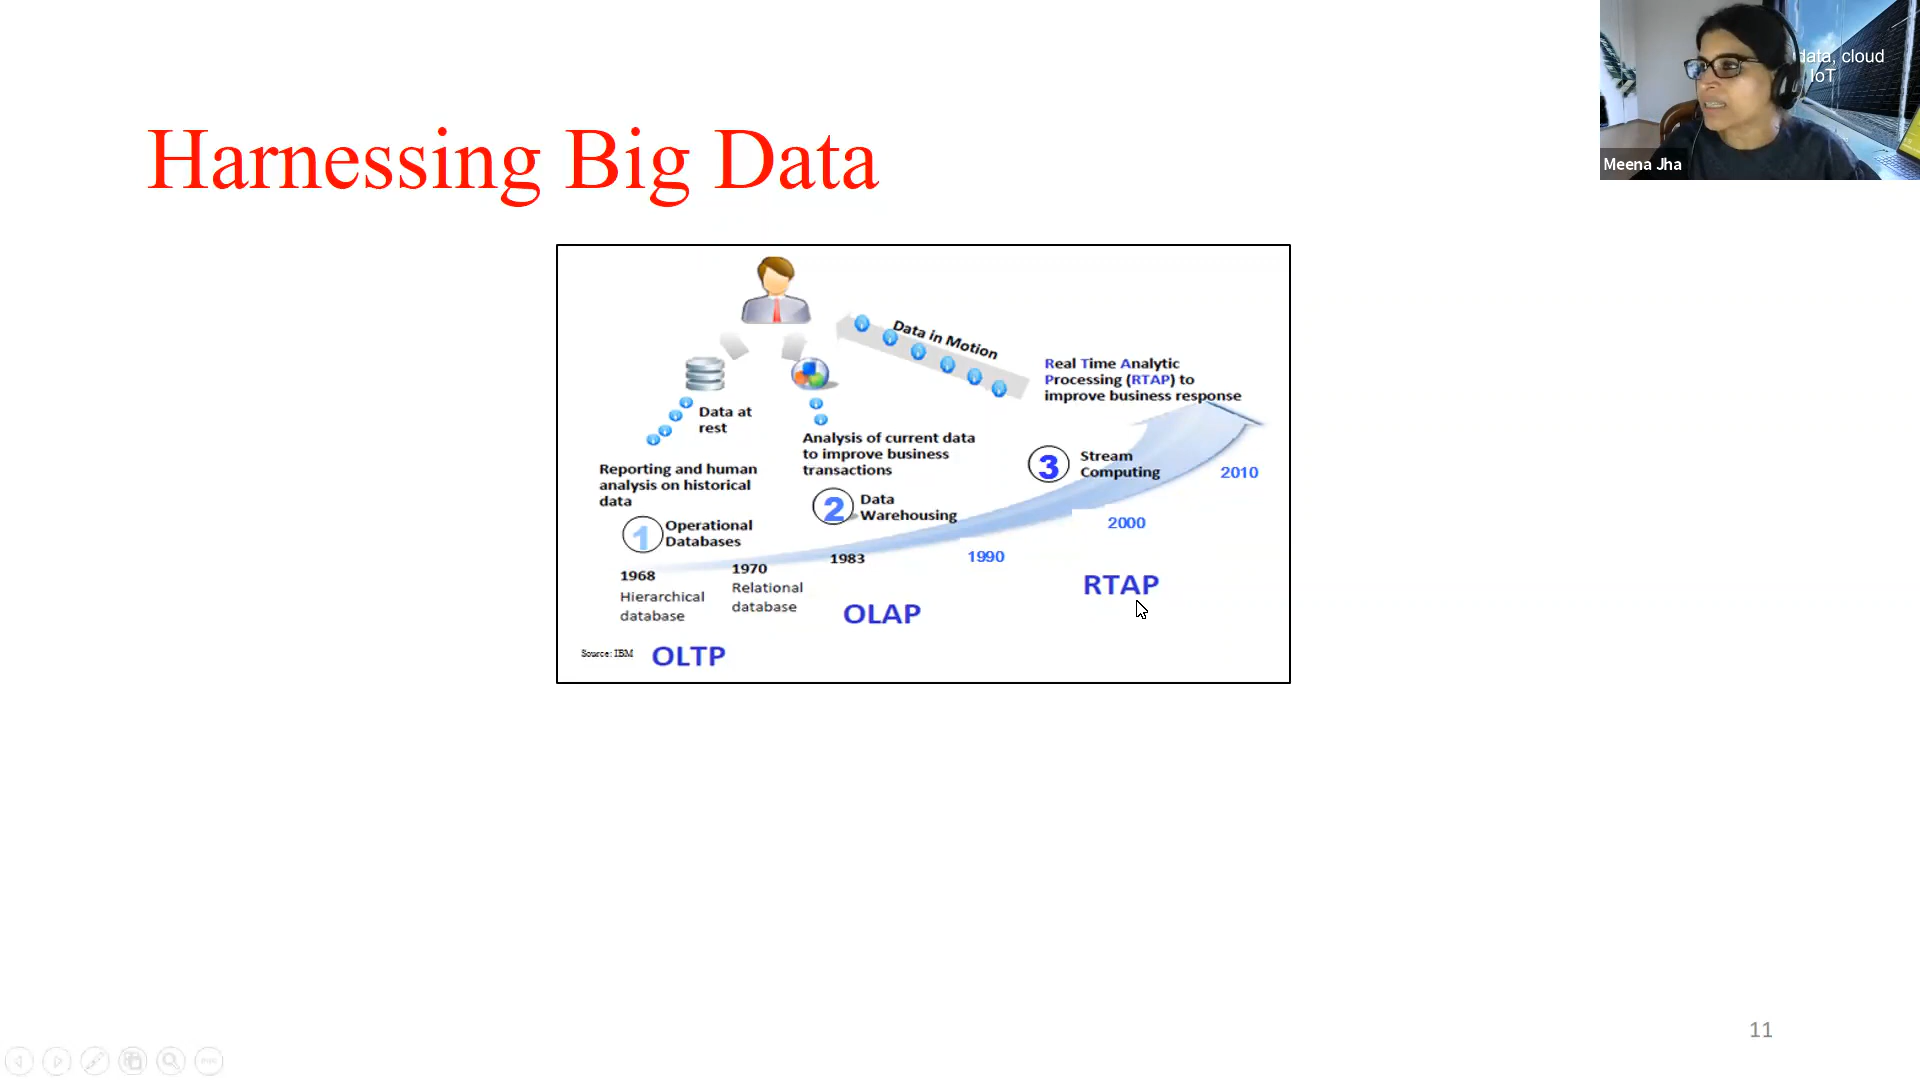 Harnessing Big Data
data, cloud
IoT
Meena Jha
Data in Motion
Real Time Analytic
Processing (RTAP) to
improve business response
Data at
rest
Analysis of current data
to improve business
transactions
Reporting and human
analysis on historical
data
3
Stream
Computing
2010
2
Data
Warehousing
1
Operational
Databases
2000
1990
1983
1970
Relational
database
1968
Hierarchical
database
RTAP
OLAP
Source: IBM
OLTP
11